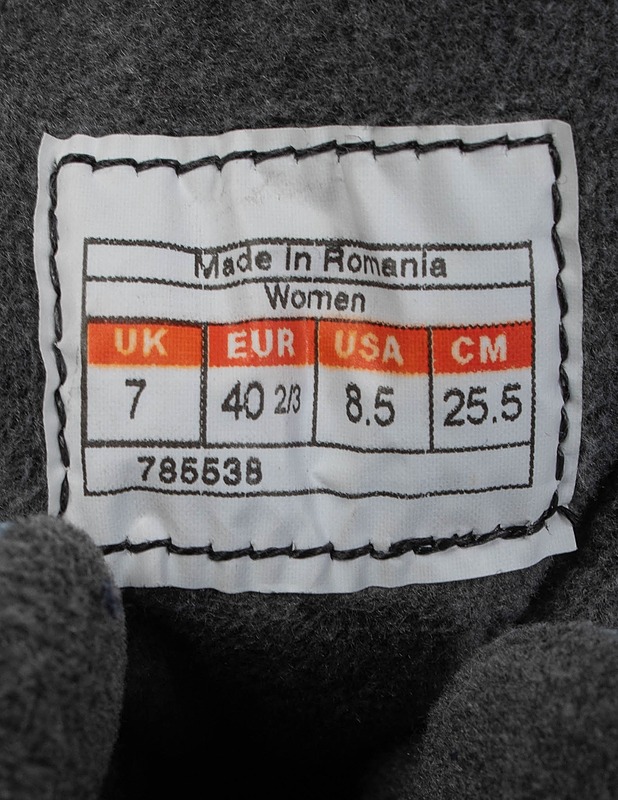 Made In Romania
Women
UK EUR USA CM
7 40 2/3 8.5 25.5
785538